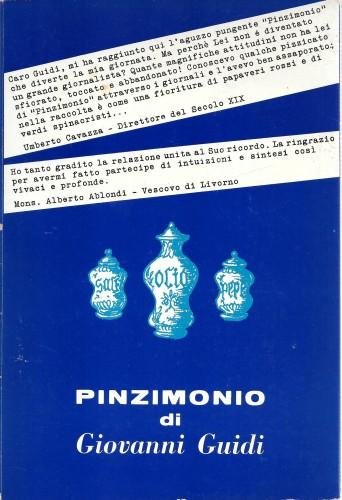 Caro Guidi, mi ha raggiunto qui l'aguzzo pungente "Pinzimonio"
che diverte la mia giornata. Ma perchè Lei non é diventato
un grande giornalista? Quante magnifiche attitudini non ha lei
sfiorato, toccato e abbandonato! Conoscevo qualche pizzicato
di "Pinzimonio" attraverso i giornali e l'avevo ben assaporato;
nella raccolta è come una fioritura di papaveri rossi e di
verdi spinacristi...
Umberto Cavazza - Direttore del Secolo XIX
Ho tanto gradito la relazione unita al Suo ricordo. La ringrazio
per avermi fatto partecipe di intuizioni e sintesi così
vivaci e profonde.
Mons. Alberto Ablondi - Vescovo di Livorno
sale
olio
pepe
PINZIMONIO
di
Giovanni Guidi